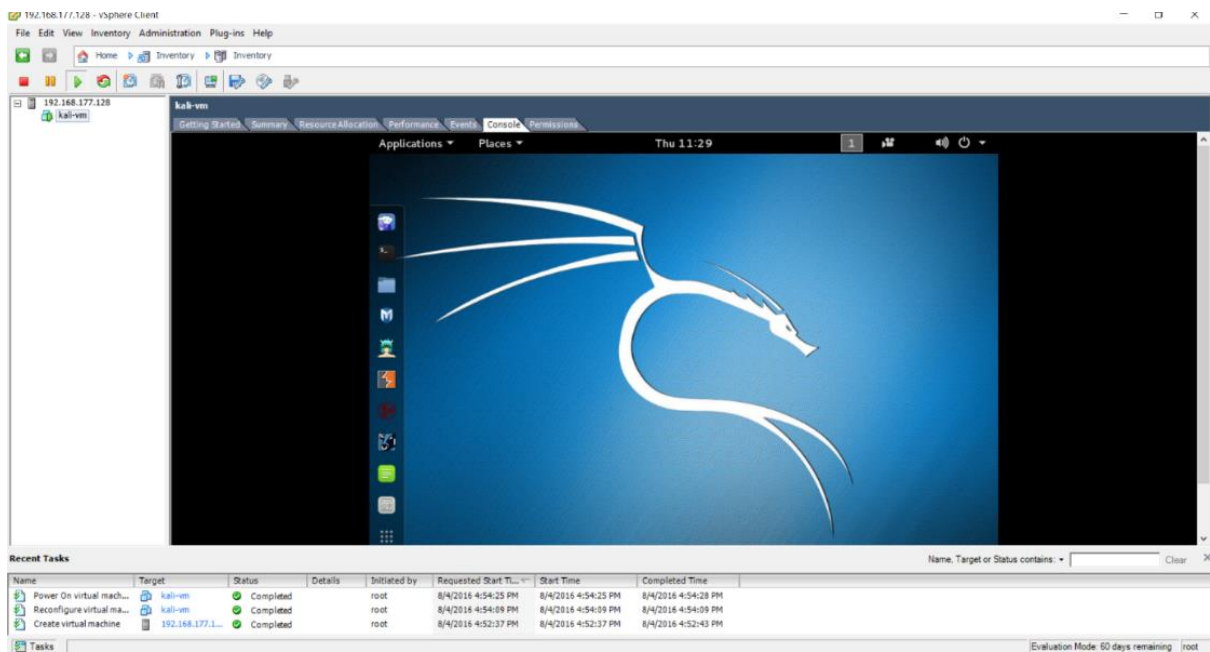 192.168.177.128 - vSphere Client
File Edit View Inventory Administration Plug-ins Help
Home Inventory Inventory
192.168.177.128
kali-vm
kali-vm
Getting Started Summary Resource Allocation Performance Events Console Permissions
Applications Places Thu 11:29 1
Recent Tasks
Name, Target or Status contains: Clear
Name Target Status Details Initiated by Requested Start Ti... Start Time Completed Time
Power On virtual mach... kali-vm Completed root 8/4/2016 4:54:25 PM 8/4/2016 4:54:25 PM 8/4/2016 4:54:28 PM
Reconfigure virtual ma... kali-vm Completed root 8/4/2016 4:54:09 PM 8/4/2016 4:54:09 PM 8/4/2016 4:54:09 PM
Create virtual machine 192.168.177.1... Completed root 8/4/2016 4:52:37 PM 8/4/2016 4:52:37 PM 8/4/2016 4:52:43 PM
Tasks Evaluation Mode: 60 days remaining root